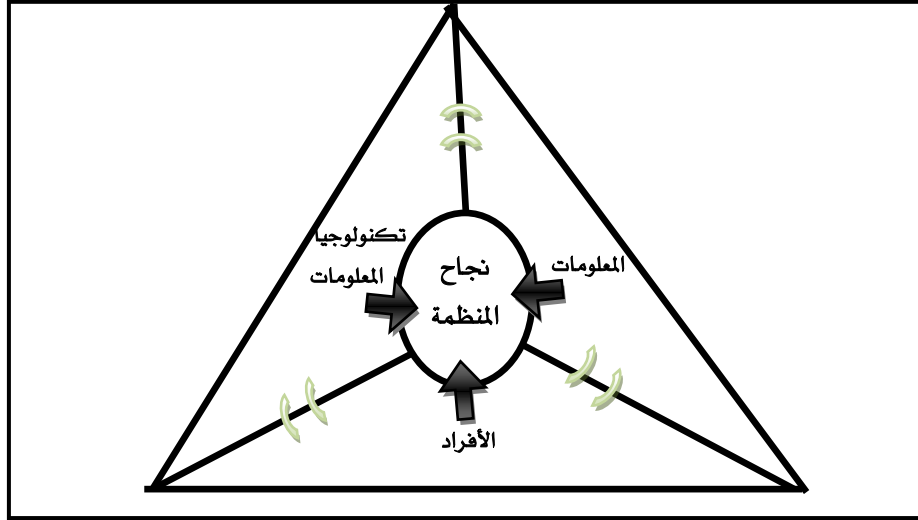 المعلومات
نجاح
المنظمة
تكنولوجيا
المعلومات
الأفراد